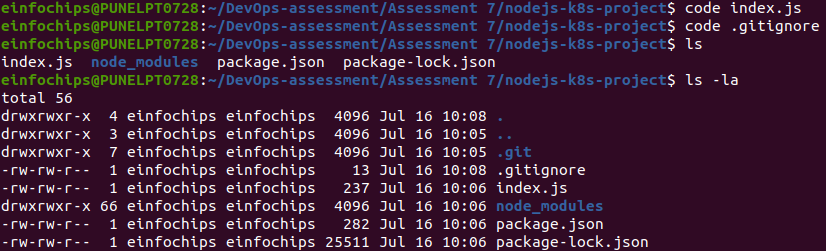 einfochips@PUNELPT0728:~/DevOps-assessment/Assessment 7/nodejs-k8s-project$ code index.js
einfochips@PUNELPT0728:~/DevOps-assessment/Assessment 7/nodejs-k8s-project$ code .gitignore
einfochips@PUNELPT0728:~/DevOps-assessment/Assessment 7/nodejs-k8s-project$ ls
index.js  node_modules  package.json  package-lock.json
einfochips@PUNELPT0728:~/DevOps-assessment/Assessment 7/nodejs-k8s-project$ ls -la
total 56
drwxrwxr-x  4 einfochips einfochips  4096 Jul 16 10:08 .
drwxrwxr-x  3 einfochips einfochips  4096 Jul 16 10:05 ..
drwxrwxr-x  7 einfochips einfochips  4096 Jul 16 10:05 .git
-rw-rw-r--  1 einfochips einfochips    13 Jul 16 10:08 .gitignore
-rw-rw-r--  1 einfochips einfochips   237 Jul 16 10:06 index.js
drwxrwxr-x 66 einfochips einfochips  4096 Jul 16 10:06 node_modules
-rw-rw-r--  1 einfochips einfochips   282 Jul 16 10:06 package.json
-rw-rw-r--  1 einfochips einfochips 25511 Jul 16 10:06 package-lock.json